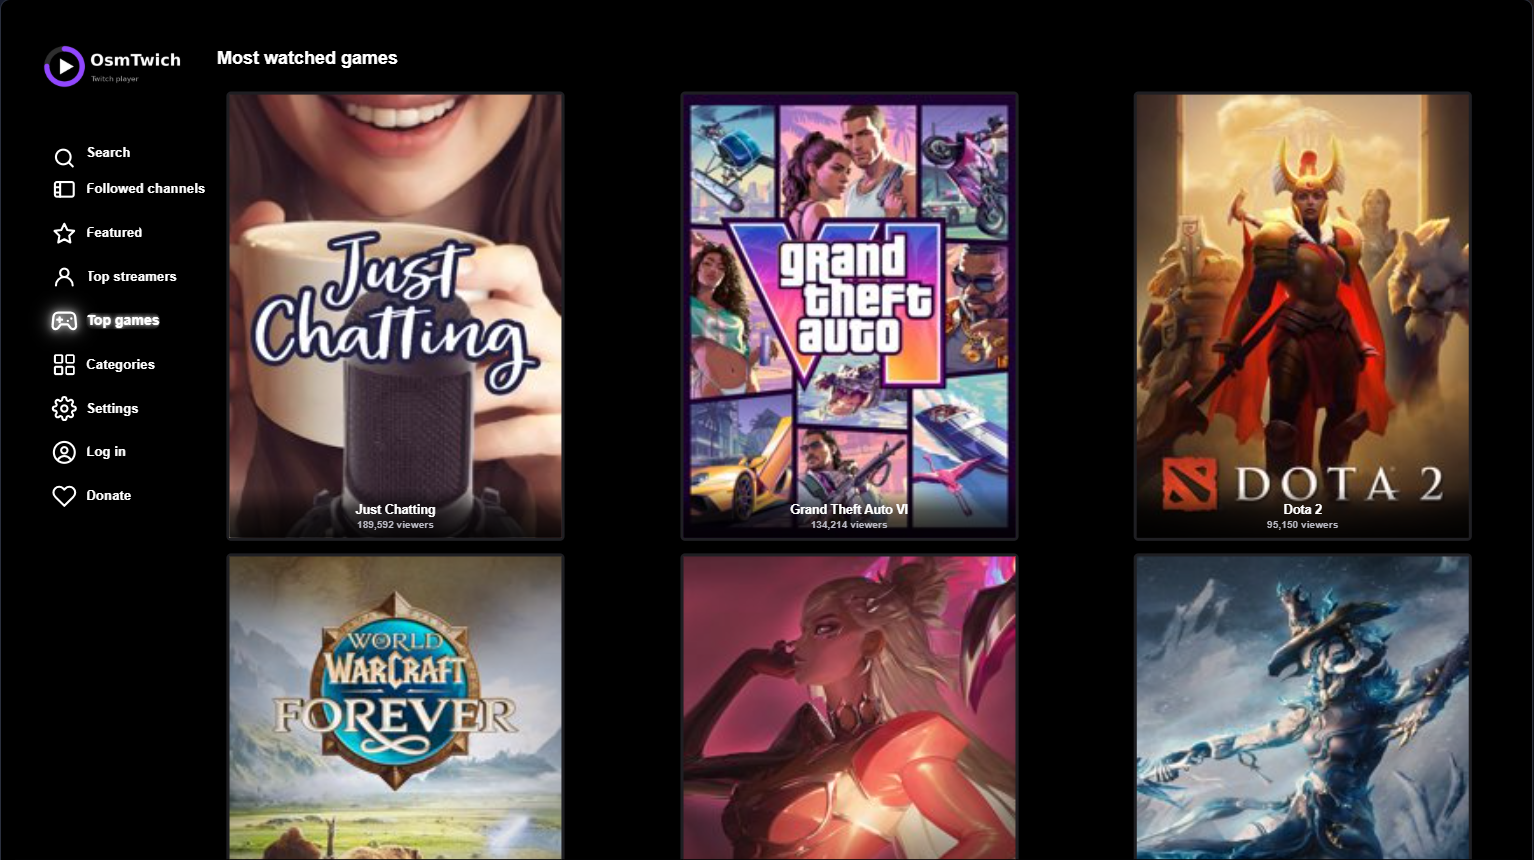 OsmTwich
Twitch player
Most watched games
Search
Followed channels
Featured
Top streamers
Top games
Categories
Settings
Log in
Donate
Just
Chatting
Just Chatting
189,592 viewers
VI
grand
theft
auto
Grand Theft Auto VI
134,214 viewers
DOTA 2
Dota 2
95,150 viewers
WORLD
OF
WARCRAFT
FOREVER